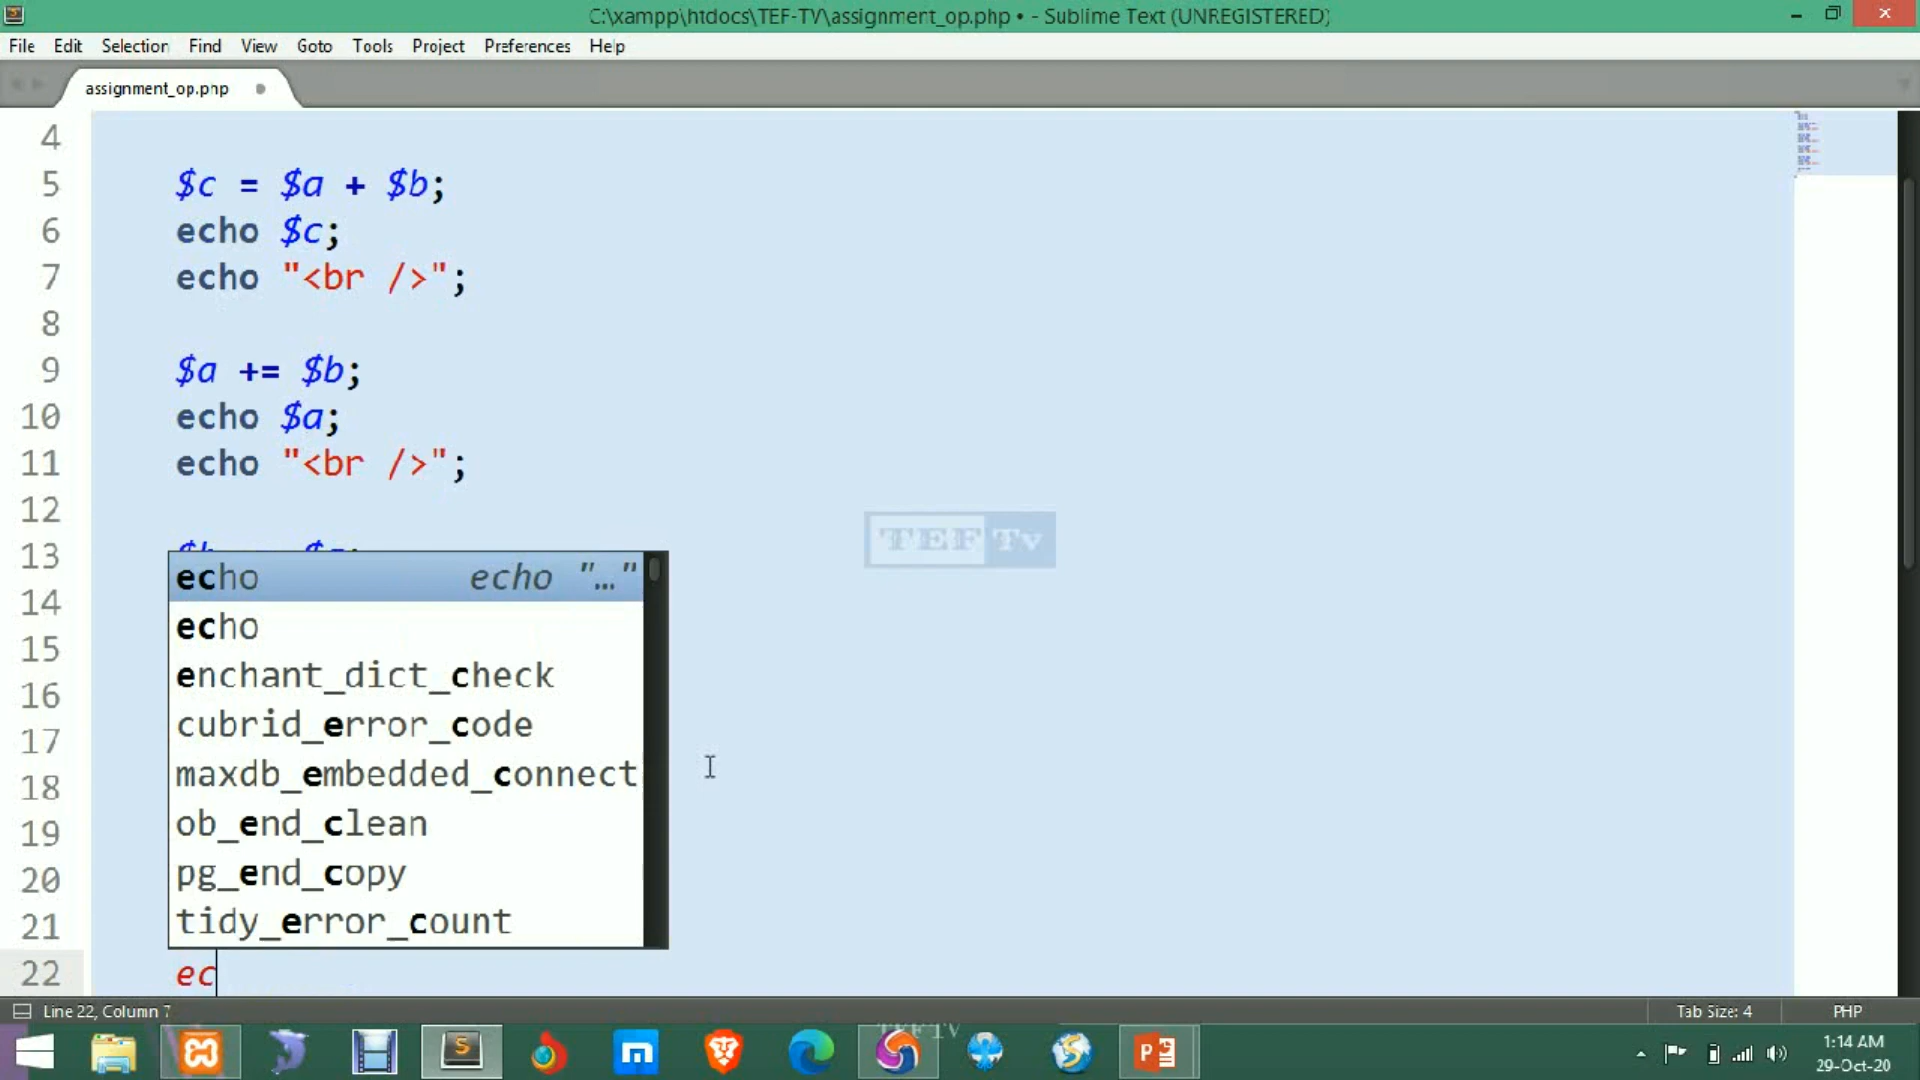 C:\xampp\htdocs\TEF-TV\assignment_op.php • - Sublime Text (UNREGISTERED)
File Edit Selection Find View Goto Tools Project Preferences Help
assignment_op.php
4
5 $c = $a + $b;
6 echo $c;
7 echo "<br />";
8
9 $a += $b;
10 echo $a;
11 echo "<br />";
12
13
echo echo "…"
14 echo
15 enchant_dict_check
16 cubrid_error_code
17 maxdb_embedded_connect
18 ob_end_clean
19
20 pg_end_copy
21 tidy_error_count
22 ec
TEF Tv
Line 22, Column 7 Tab Size: 4 PHP
TEF TV
1:14 AM
29-Oct-20